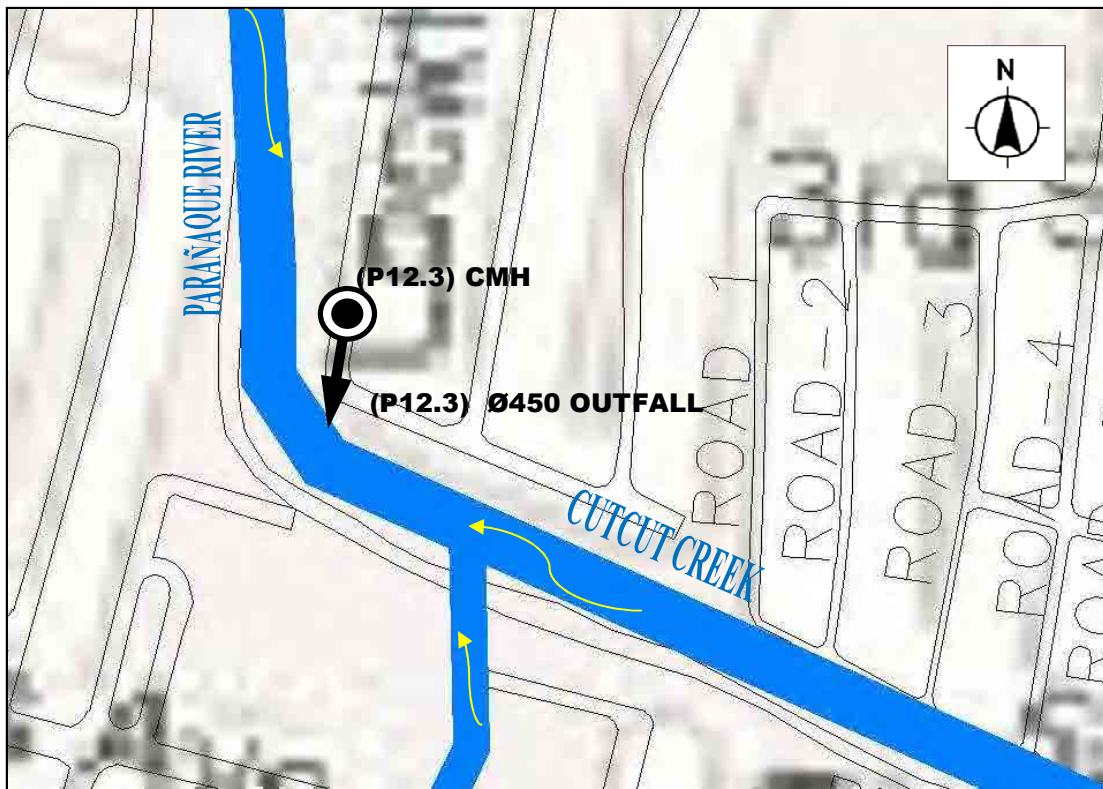 N
PARAÑAQUE RIVER
(P12.3) CMH
(P12.3) Ø450 OUTFALL
CUTCUT CREEK
ROAD 1
ROAD-2
ROAD-3
ROAD-4